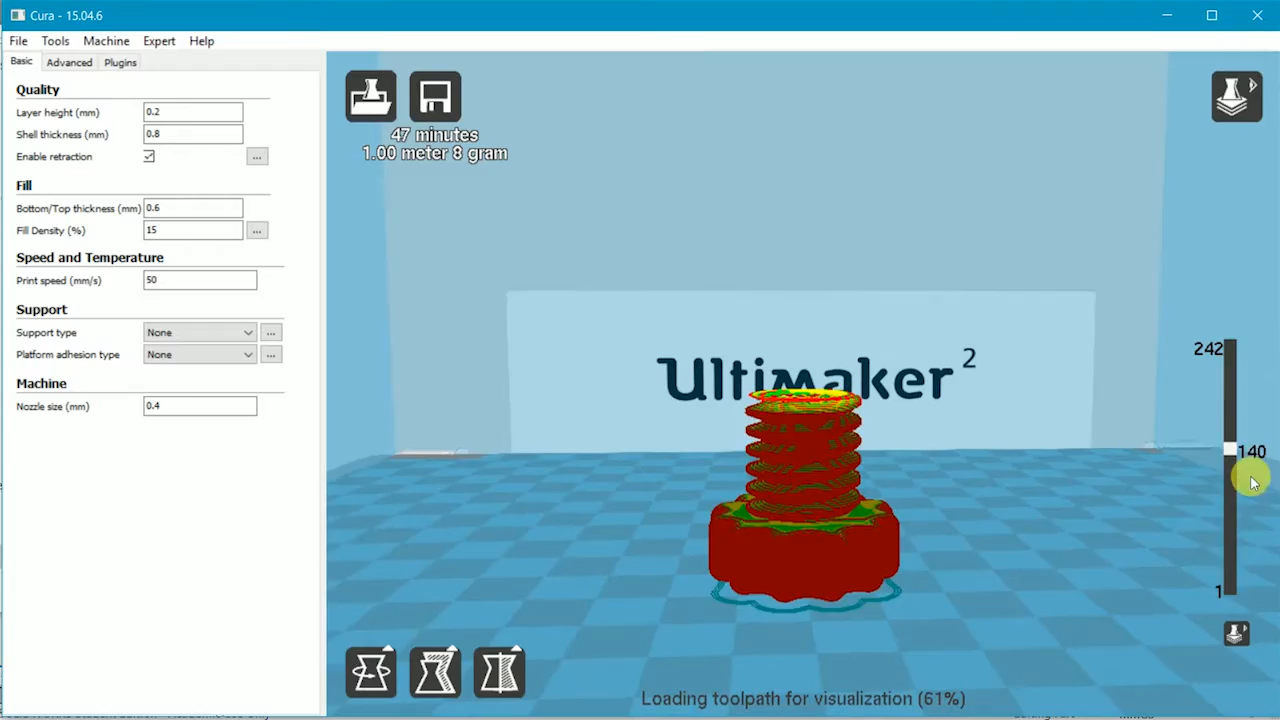 Cura - 15.04.6
File Tools Machine Expert Help
Basic Advanced Plugins
Quality
Layer height (mm) 0.2
Shell thickness (mm) 0.8
Enable retraction ...
Fill
Bottom/Top thickness (mm) 0.6
Fill Density (%) 15 ...
Speed and Temperature
Print speed (mm/s) 50
Support
Support type None ...
Platform adhesion type None ...
Machine
Nozzle size (mm) 0.4
47 minutes
1.00 meter 8 gram
Ultimaker 2
242
140
1
Loading toolpath for visualization (61%)